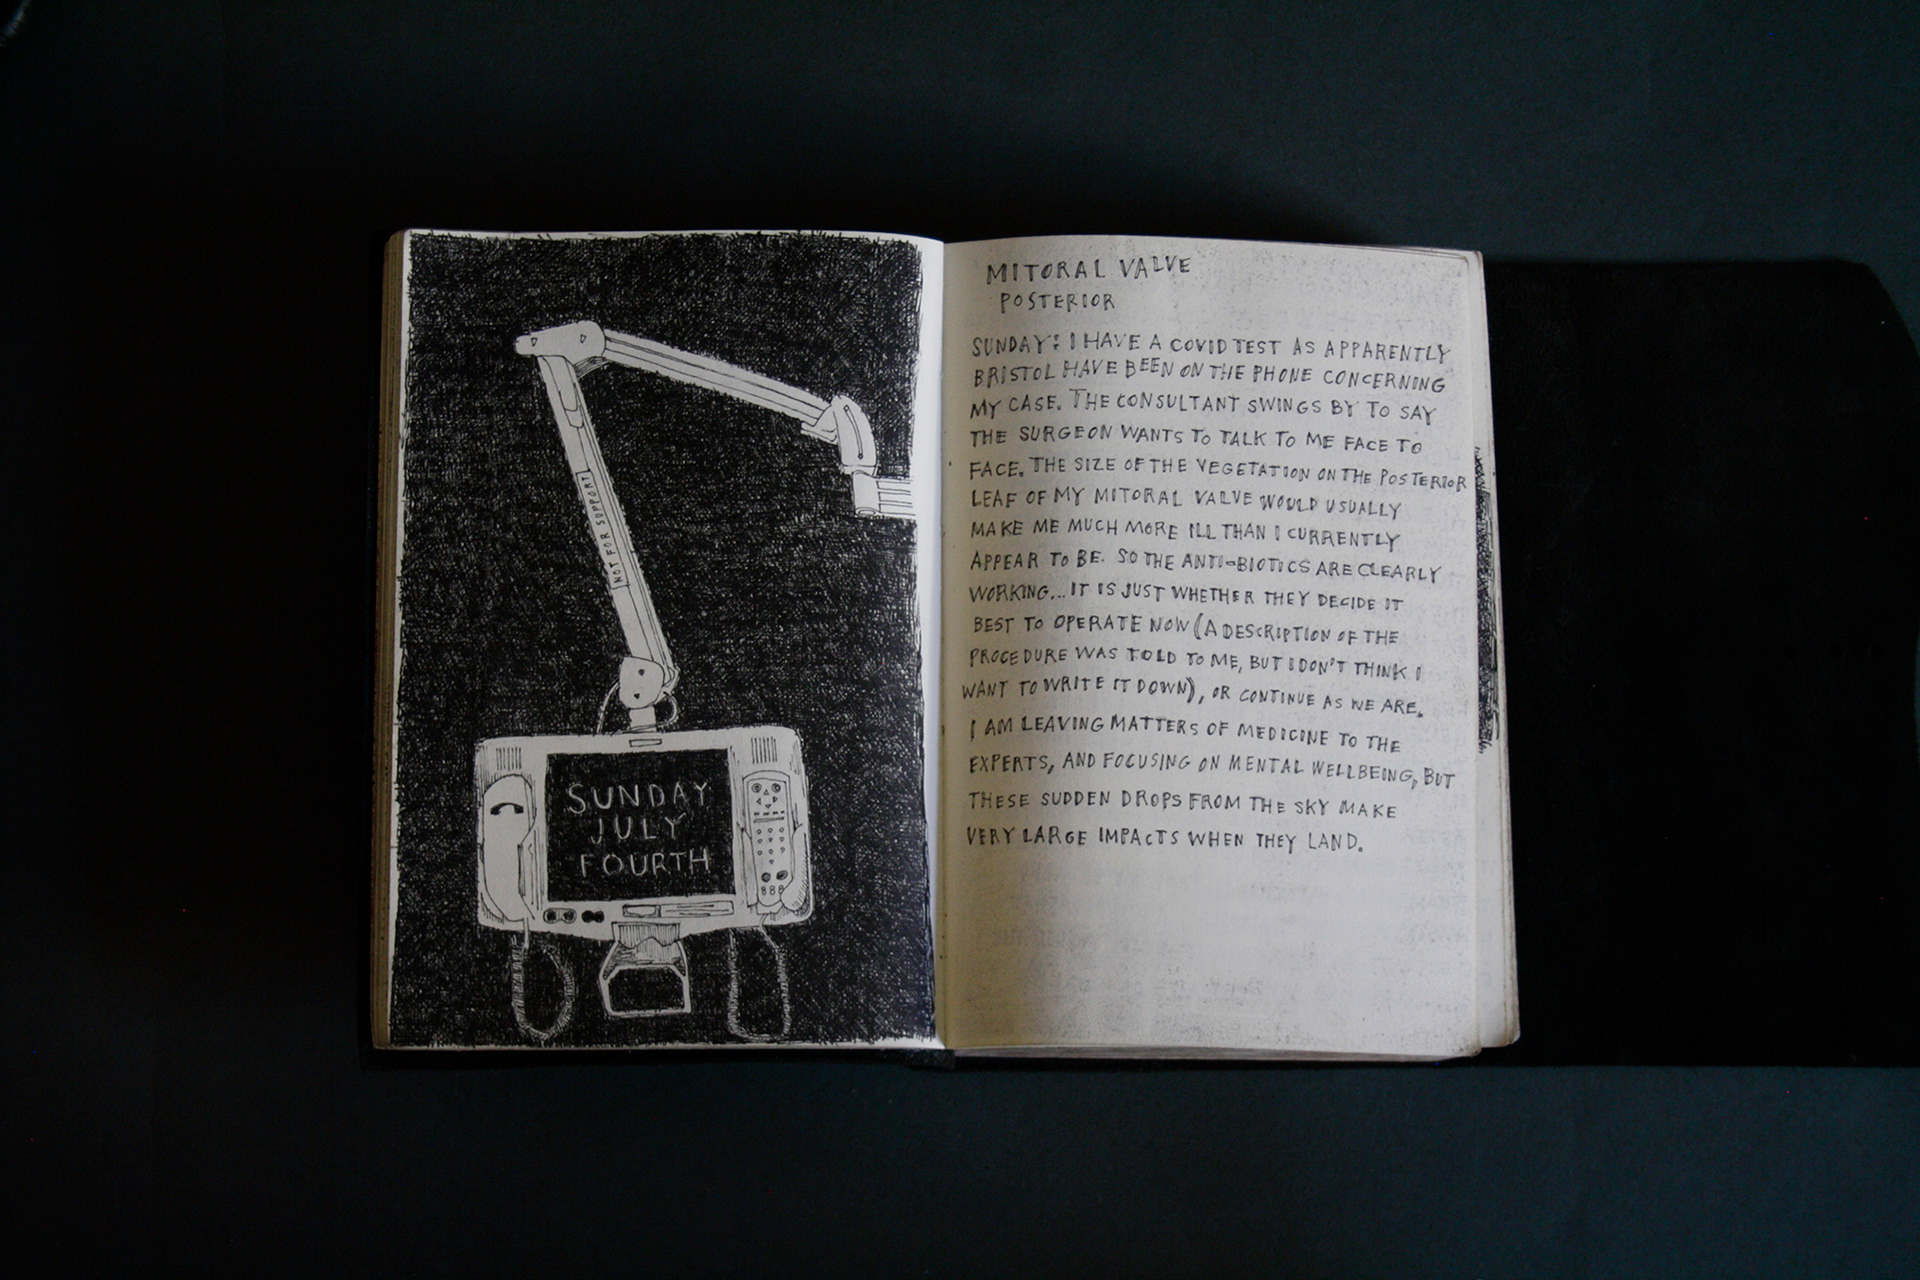 NOT FOR SUPPORT
SUNDAY
JULY
FOURTH
MITORAL VALVE
POSTERIOR
SUNDAY: I HAVE A COVID TEST AS APPARENTLY
BRISTOL HAVE BEEN ON THE PHONE CONCERNING
MY CASE. THE CONSULTANT SWINGS BY TO SAY
THE SURGEON WANTS TO TALK TO ME FACE TO
FACE. THE SIZE OF THE VEGETATION ON THE POSTERIOR
LEAF OF MY MITORAL VALVE WOULD USUALLY
MAKE ME MUCH MORE ILL THAN I CURRENTLY
APPEAR TO BE. SO THE ANTI-BIOTICS ARE CLEARLY
WORKING... IT IS JUST WHETHER THEY DECIDE IT
BEST TO OPERATE NOW (A DESCRIPTION OF THE
PROCEDURE WAS TOLD TO ME, BUT I DON'T THINK I
WANT TO WRITE IT DOWN), OR CONTINUE AS WE ARE.
I AM LEAVING MATTERS OF MEDICINE TO THE
EXPERTS, AND FOCUSING ON MENTAL WELLBEING, BUT
THESE SUDDEN DROPS FROM THE SKY MAKE
VERY LARGE IMPACTS WHEN THEY LAND.